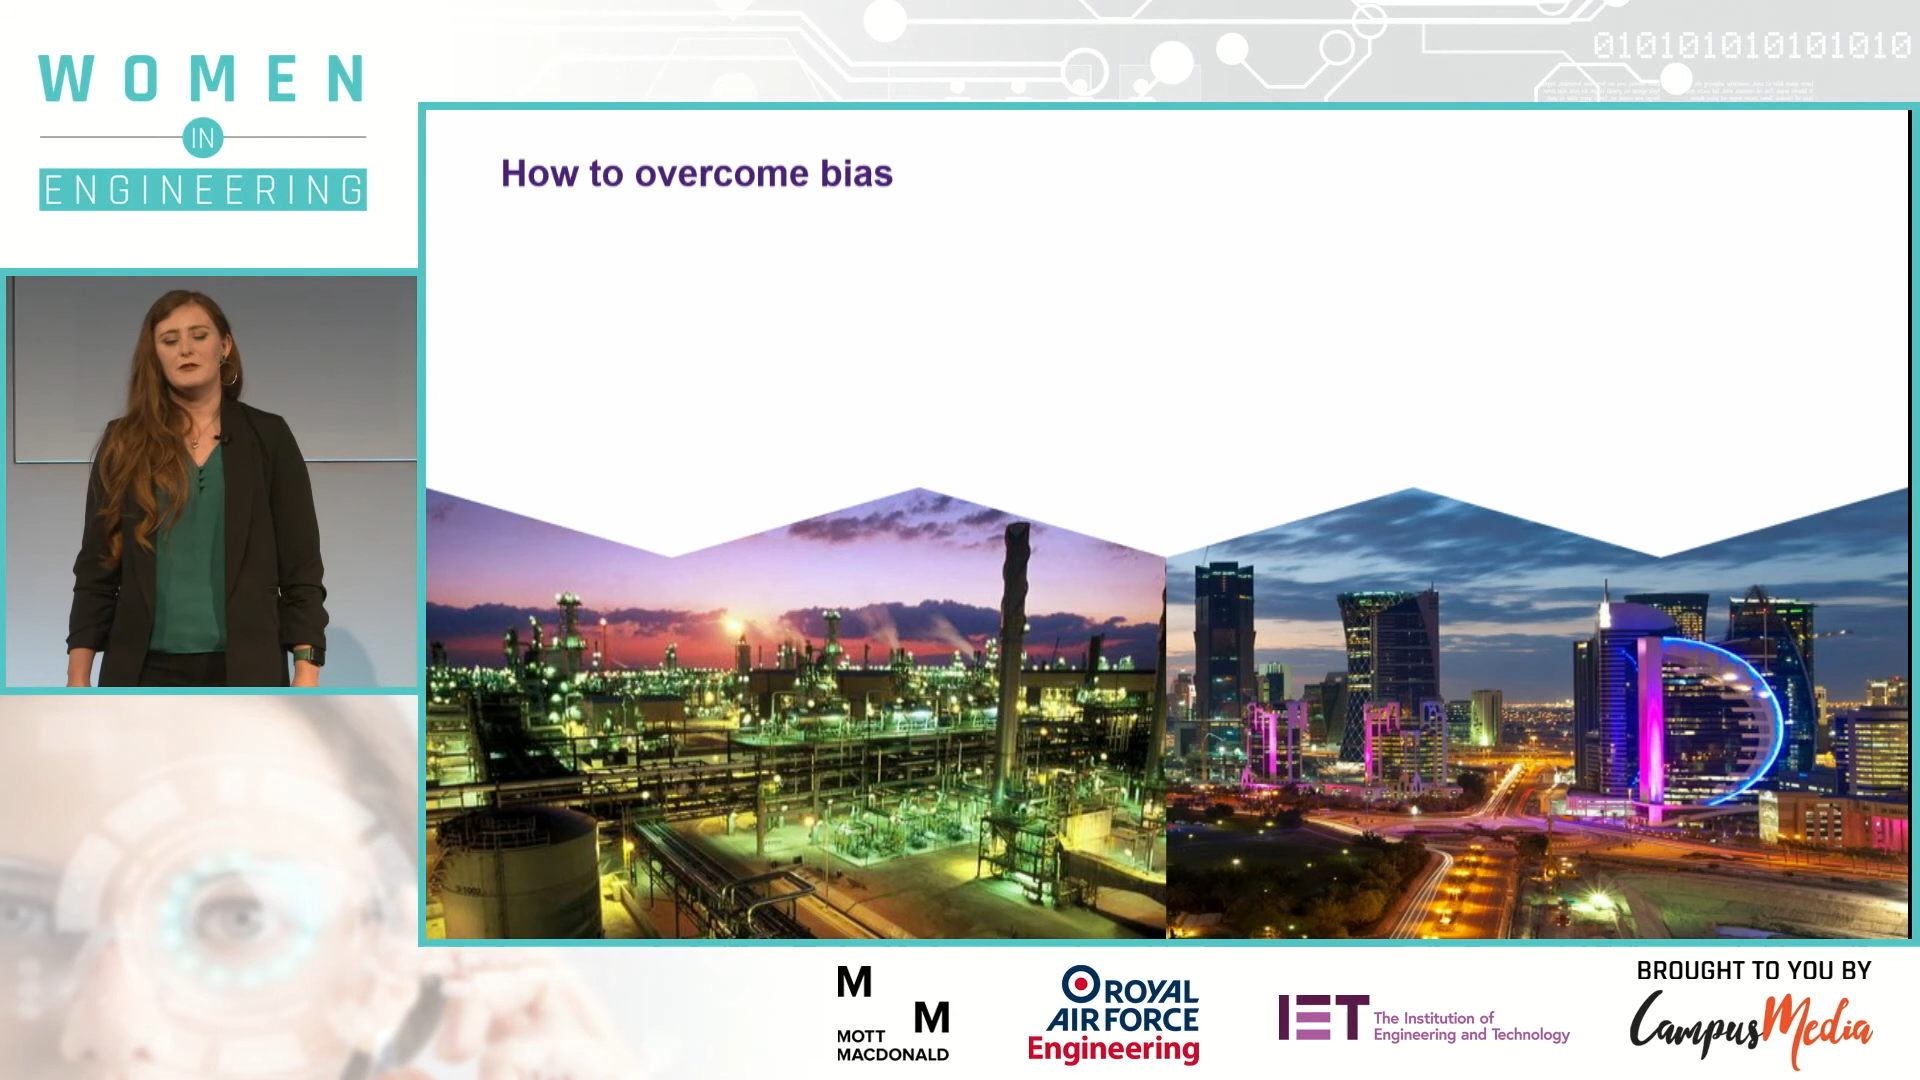 WOMEN
IN
ENGINEERING
010101010101010
How to overcome bias
M
M
MOTT
MACDONALD
ROYAL
AIR FORCE
Engineering
IET
The Institution of
Engineering and Technology
BROUGHT TO YOU BY
CampusMedia